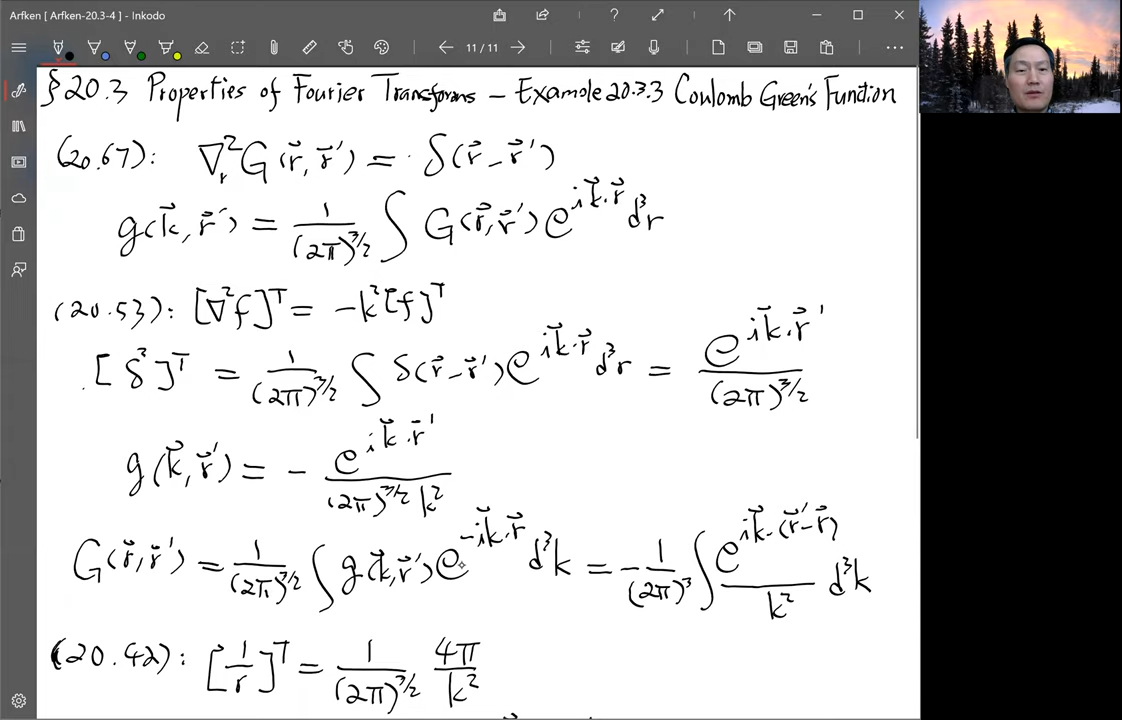 Arfken [ Arfken-20.3-4 ] - Inkodo
11 / 11
§ 20.3 Properties of Fourier Transforms – Example 20.3.3 Coulomb Green's Function
(20.67): ∇²_r G(r⃗, r⃗′) = δ(r⃗ – r⃗′)
g(k⃗, r⃗′) = 1/(2π)^{3/2} ∫ G(r⃗, r⃗′) e^{ik⃗·r⃗} d³r
(20.53): [∇²f]^T = –k²[f]^T
[δ³]^T = 1/(2π)^{3/2} ∫ δ(r⃗ – r⃗′) e^{ik⃗·r⃗} d³r = e^{ik⃗·r⃗′}/(2π)^{3/2}
g(k⃗, r⃗′) = – e^{ik⃗·r⃗′}/((2π)^{3/2} k²)
G(r⃗, r⃗′) = 1/(2π)^{3/2} ∫ g(k⃗, r⃗′) e^{–ik⃗·r⃗} d³k = – 1/(2π)³ ∫ e^{ik⃗·(r⃗′–r⃗)}/k² d³k
(20.42): [1/r]^T = 1/(2π)^{3/2} 4π/k²